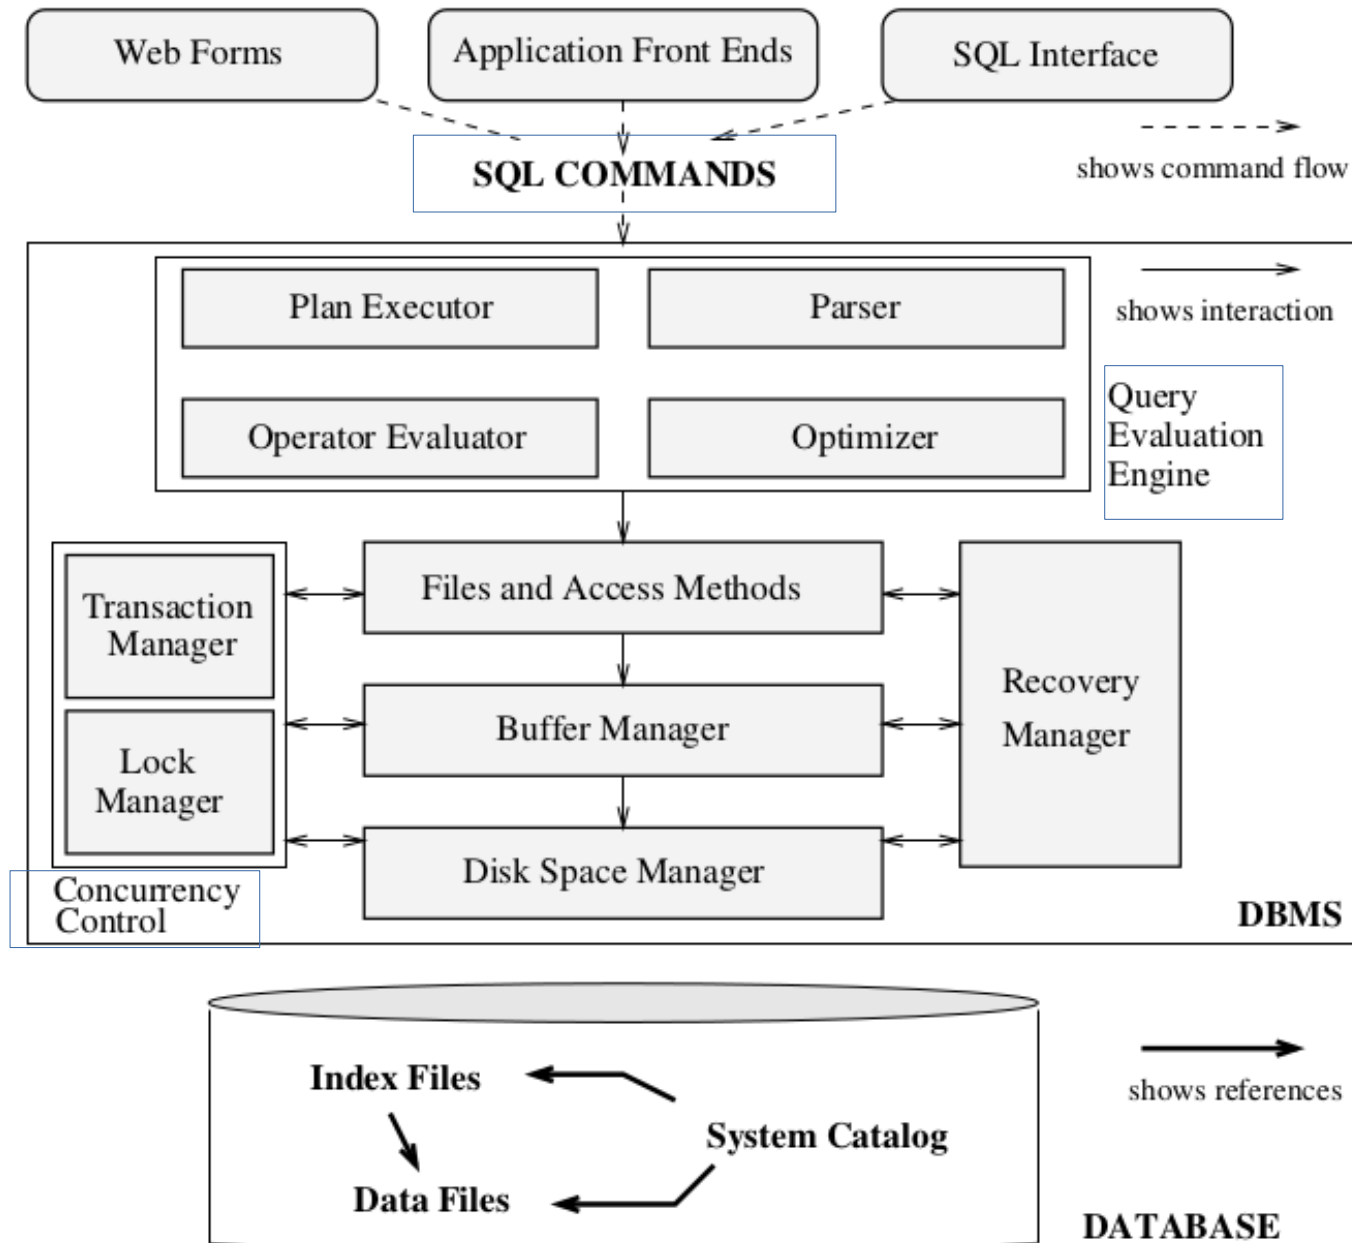 Web Forms
Application Front Ends
SQL Interface
SQL COMMANDS
shows command flow
Plan Executor
Parser
shows interaction
Operator Evaluator
Optimizer
Query
Evaluation
Engine
Files and Access Methods
Transaction
Manager
Recovery
Manager
Buffer Manager
Lock
Manager
Disk Space Manager
Concurrency
Control
DBMS
Index Files
shows references
System Catalog
Data Files
DATABASE